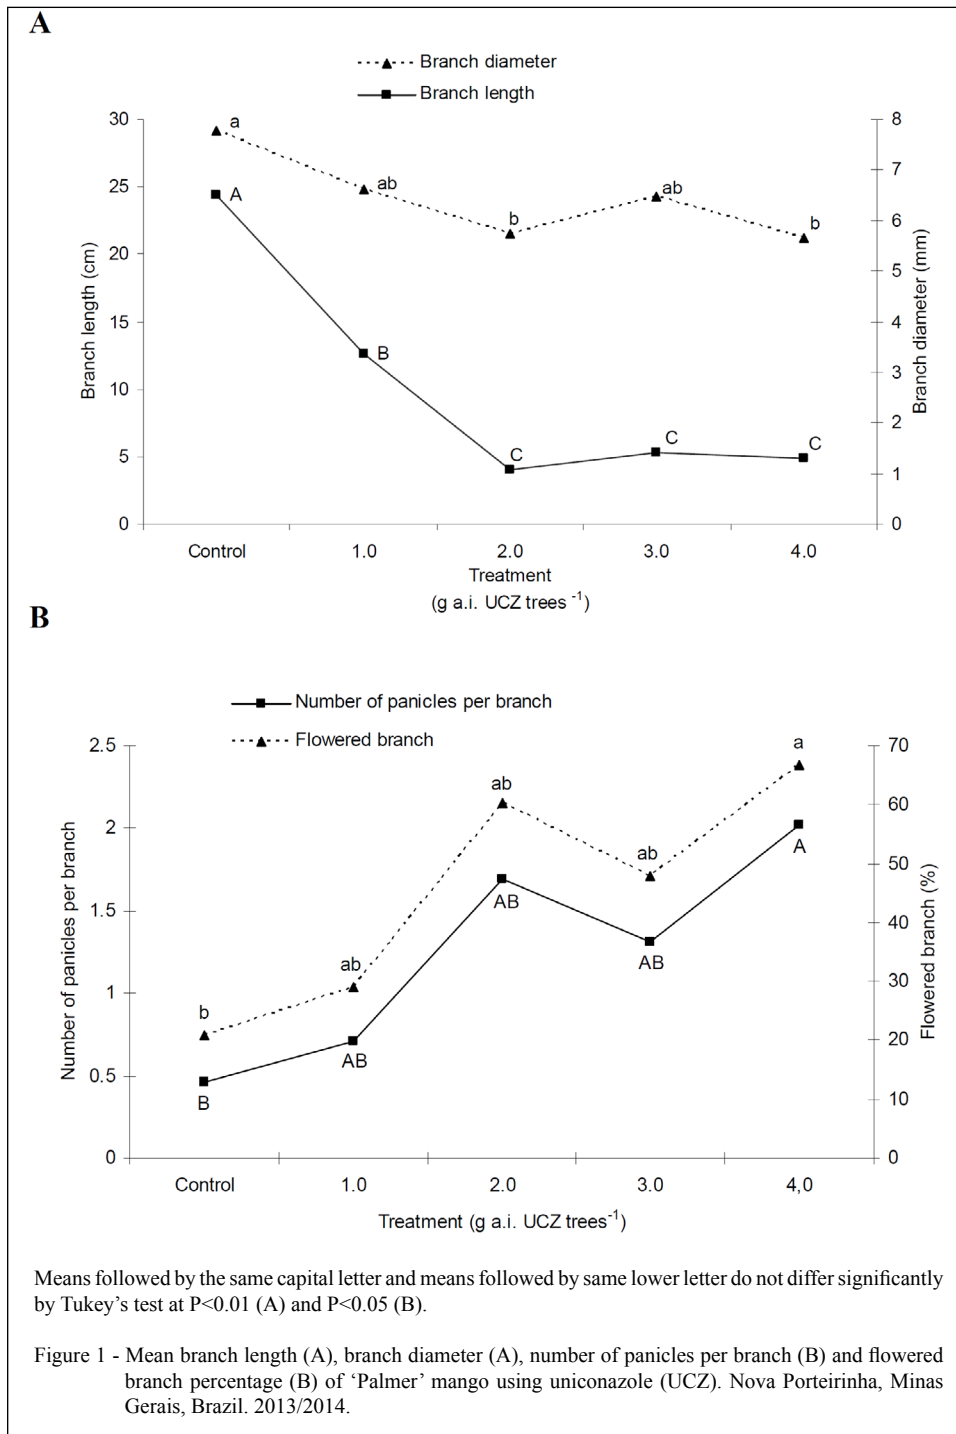 A
Branch diameter
Branch length
30
25
20
15
10
5
0
Branch length (cm)
8
7
6
5
4
3
2
1
0
Branch diameter (mm)
a
ab
b
ab
b
A
B
C
C
C
Control 1.0 2.0 3.0 4.0
Treatment
(g a.i. UCZ trees -1)
B
Number of panicles per branch
Flowered branch
2.5
2
1.5
1
0.5
0
Number of panicles per branch
70
60
50
40
30
20
10
0
Flowered branch (%)
b
ab
ab
ab
a
B
AB
AB
AB
A
Control 1.0 2.0 3.0 4,0
Treatment (g a.i. UCZ trees-1)
Means followed by the same capital letter and means followed by same lower letter do not differ significantly
by Tukey’s test at P<0.01 (A) and P<0.05 (B).
Figure 1 - Mean branch length (A), branch diameter (A), number of panicles per branch (B) and flowered
branch percentage (B) of ‘Palmer’ mango using uniconazole (UCZ). Nova Porteirinha, Minas
Gerais, Brazil. 2013/2014.